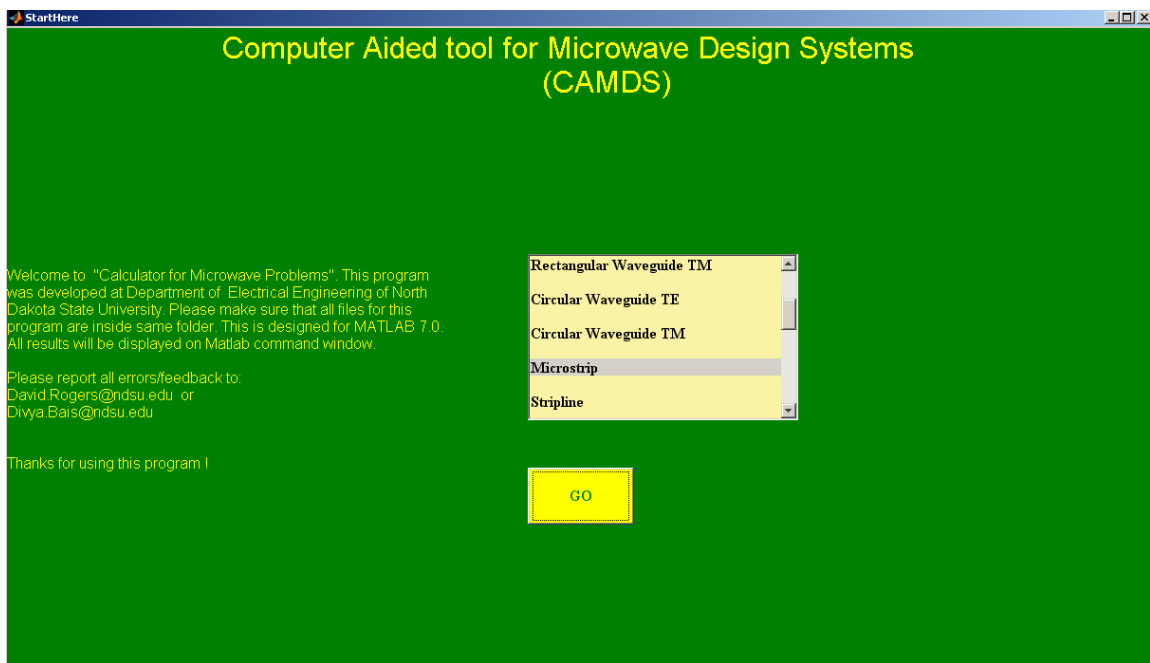 StartHere
Computer Aided tool for Microwave Design Systems
(CAMDS)
Welcome to "Calculator for Microwave Problems". This program
was developed at Department of Electrical Engineering of North
Dakota State University. Please make sure that all files for this
program are inside same folder. This is designed for MATLAB 7.0.
All results will be displayed on Matlab command window.
Please report all errors/feedback to:
David.Rogers@ndsu.edu or
Divya.Bais@ndsu.edu
Thanks for using this program !
Rectangular Waveguide TM
Circular Waveguide TE
Circular Waveguide TM
Microstrip
Stripline
GO